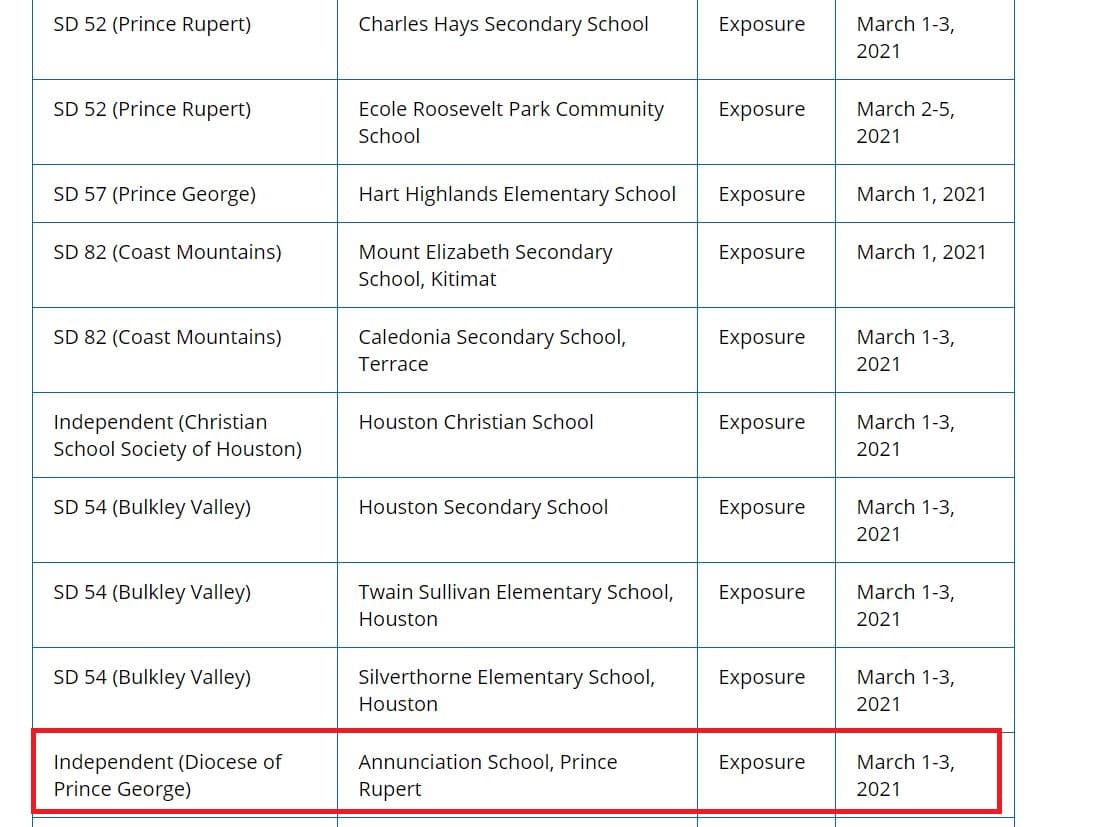 SD 52 (Prince Rupert) Charles Hays Secondary School Exposure March 1-3,
2021
SD 52 (Prince Rupert) Ecole Roosevelt Park Community Exposure March 2-5,
School 2021
SD 57 (Prince George) Hart Highlands Elementary School Exposure March 1, 2021
SD 82 (Coast Mountains) Mount Elizabeth Secondary Exposure March 1, 2021
School, Kitimat
SD 82 (Coast Mountains) Caledonia Secondary School, Exposure March 1-3,
Terrace 2021
Independent (Christian Houston Christian School Exposure March 1-3,
School Society of Houston) 2021
SD 54 (Bulkley Valley) Houston Secondary School Exposure March 1-3,
2021
SD 54 (Bulkley Valley) Twain Sullivan Elementary School, Exposure March 1-3,
Houston 2021
SD 54 (Bulkley Valley) Silverthorne Elementary School, Exposure March 1-3,
Houston 2021
Independent (Diocese of Annunciation School, Prince Exposure March 1-3,
Prince George) Rupert 2021